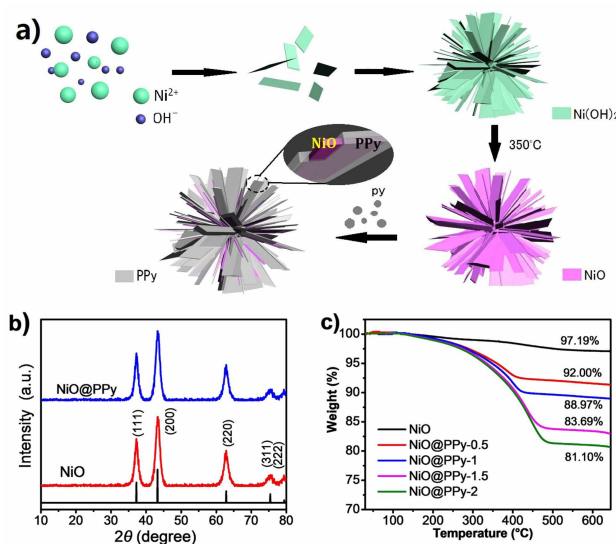 a)
Ni2+
OH−
Ni(OH)2
350°C
NiO PPy
py
PPy
NiO
b)
Intensity (a.u.)
NiO@PPy
NiO
(111)
(200)
(220)
(311)
(222)
10 20 30 40 50 60 70 80
2θ (degree)
c)
Weight (%)
100
95
90
85
80
75
70
65
97.19%
92.00%
88.97%
83.69%
81.10%
NiO
NiO@PPy-0.5
NiO@PPy-1
NiO@PPy-1.5
NiO@PPy-2
100 200 300 400 500 600
Temperature (°C)